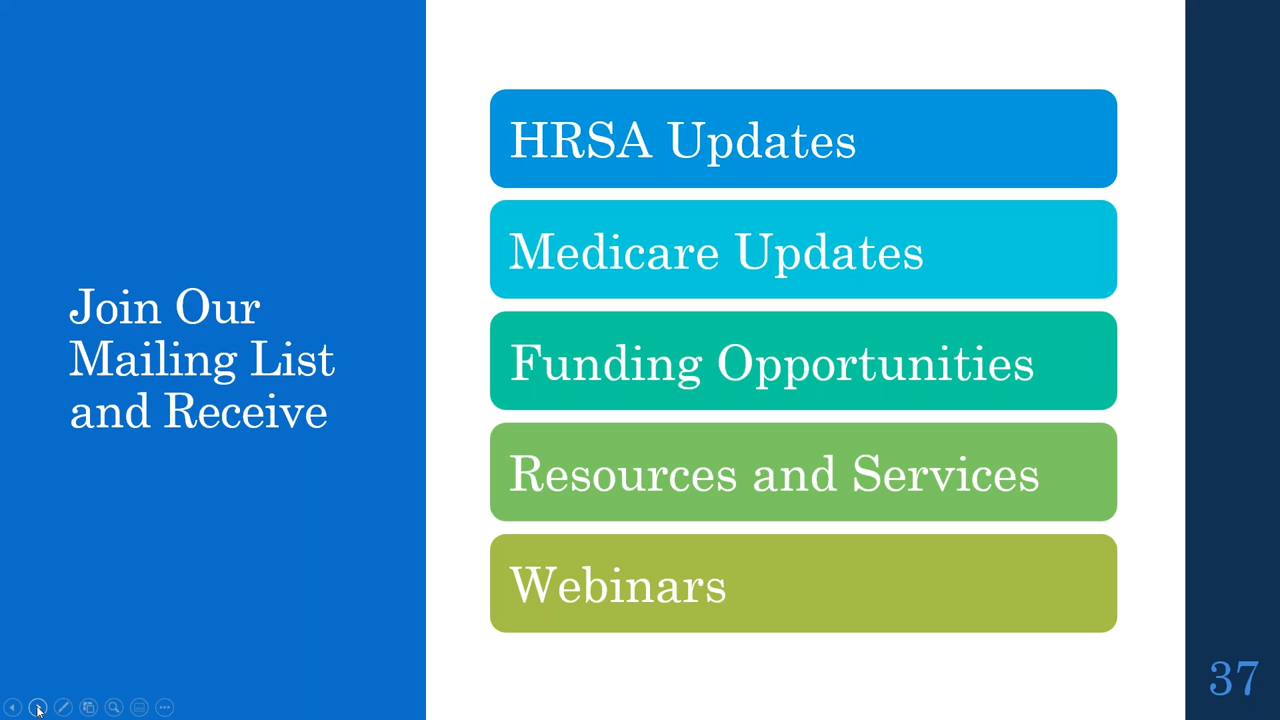 Join Our
Mailing List
and Receive
HRSA Updates
Medicare Updates
Funding Opportunities
Resources and Services
Webinars
37